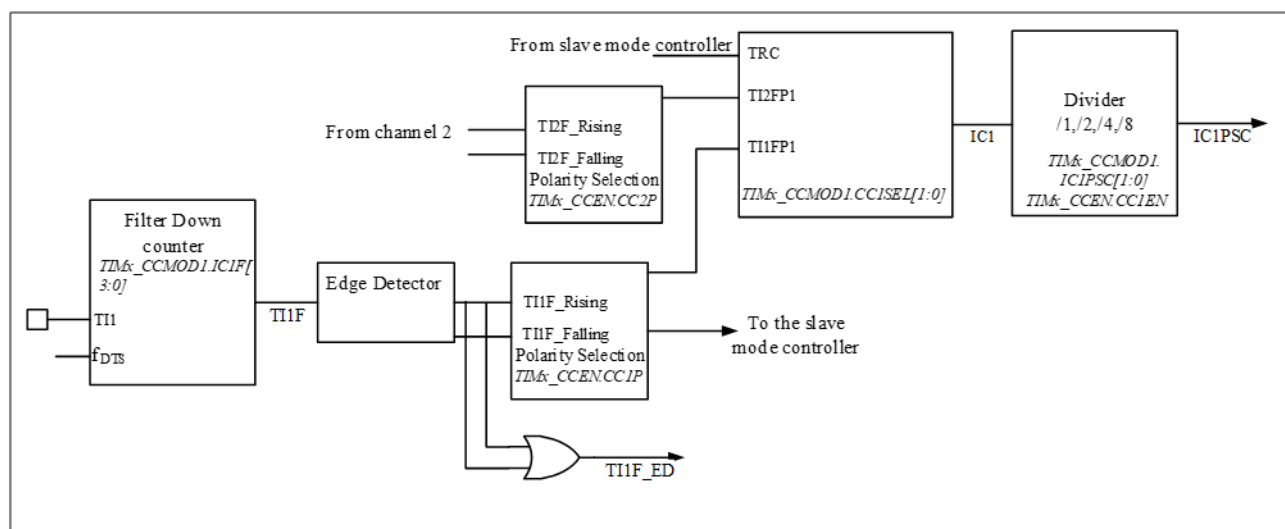 From slave mode controller
TRC
TI2FP1
TI1FP1
TIMx_CCMOD1.CC1SEL[1:0]
IC1
Divider
/1,/2,/4,/8
TIMx_CCMOD1.
IC1PSC[1:0]
TIMx_CCEN.CC1EN
IC1PSC
From channel 2
TI2F_Rising
TI2F_Falling
Polarity Selection
TIMx_CCEN.CC2P
Filter Down
counter
TIMx_CCMOD1.IC1F[
3:0]
TI1
fDTS
TI1F
Edge Detector
TI1F_Rising
TI1F_Falling
Polarity Selection
TIMx_CCEN.CC1P
To the slave
mode controller
TI1F_ED